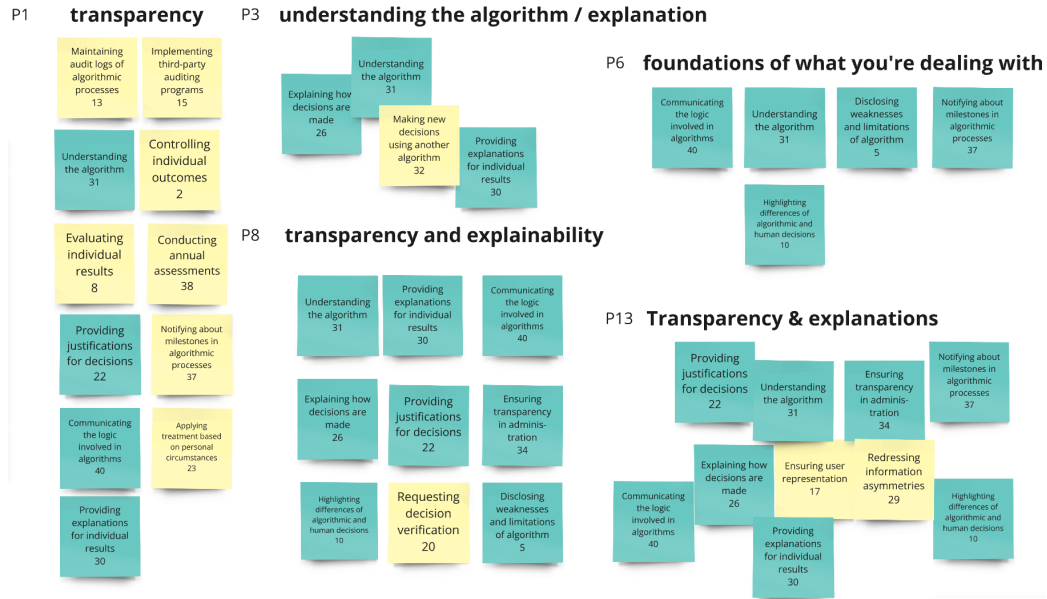 P1 transparency
Maintaining
audit logs of
algorithmic
processes
13
Implementing
third-party
auditing
programs
15
Understanding
the algorithm
31
Controlling
individual
outcomes
2
Evaluating
individual
results
8
Conducting
annual
assessments
38
Providing
justifications
for decisions
22
Notifying about
milestones in
algorithmic
processes
37
Communicating
the logic
involved in
algorithms
40
Applying
treatment based
on personal
circumstances
23
Providing
explanations
for individual
results
30
P3 understanding the algorithm / explanation
Understanding
the algorithm
31
Explaining how
decisions are
made
26
Making new
decisions
using another
algorithm
32
Providing
explanations
for individual
results
30
P6 foundations of what you're dealing with
Communicating
the logic
involved in
algorithms
40
Understanding
the algorithm
31
Disclosing
weaknesses
and limitations
of algorithm
5
Notifying about
milestones in
algorithmic
processes
37
Highlighting
differences of
algorithmic and
human decisions
10
P8 transparency and explainability
Understanding
the algorithm
31
Providing
explanations
for individual
results
30
Communicating
the logic
involved in
algorithms
40
Explaining how
decisions are
made
26
Providing
justifications
for decisions
22
Ensuring
transparency
in adminis-
tration
34
Highlighting
differences of
algorithmic and
human decisions
10
Requesting
decision
verification
20
Disclosing
weaknesses
and limitations
of algorithm
5
P13 Transparency & explanations
Providing
justifications
for decisions
22
Understanding
the algorithm
31
Ensuring
transparency
in adminis-
tration
34
Notifying about
milestones in
algorithmic
processes
37
Explaining how
decisions are
made
26
Ensuring user
representation
17
Redressing
information
asymmetries
29
Communicating
the logic
involved in
algorithms
40
Providing
explanations
for individual
results
30
Highlighting
differences of
algorithmic and
human decisions
10